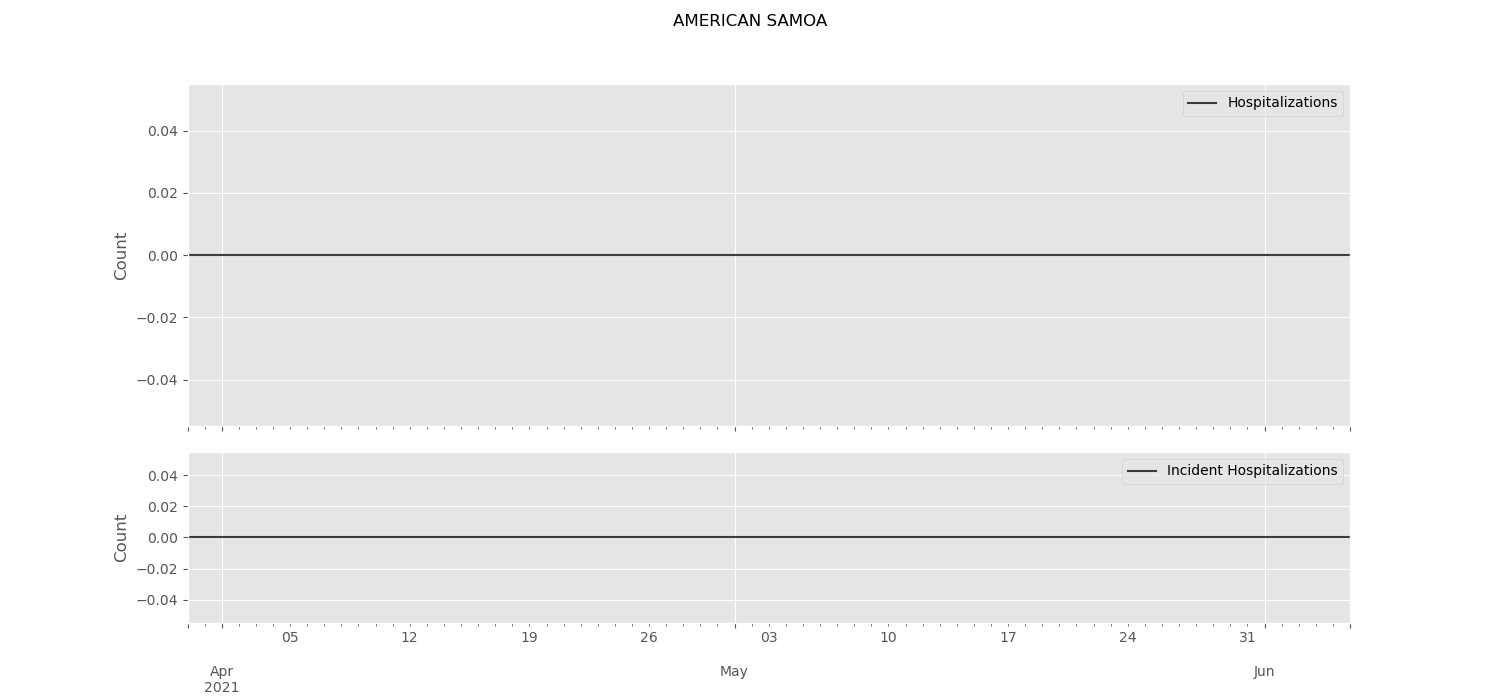 AMERICAN SAMOA
Hospitalizations
0.04
0.02
0.00
−0.02
−0.04
Count
Incident Hospitalizations
0.04
0.02
0.00
−0.02
−0.04
Count
05 12 19 26 03 10 17 24 31
Apr May Jun
2021